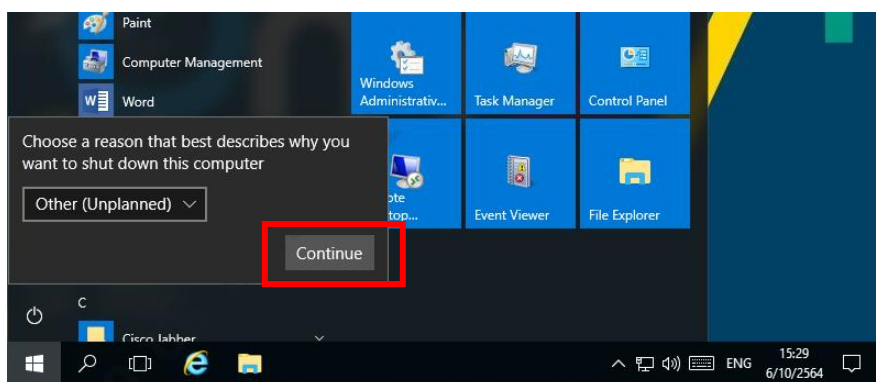 Paint
Computer Management
Word
Windows
Administrativ...
Task Manager
Control Panel
Choose a reason that best describes why you
want to shut down this computer
Other (Unplanned)
ote
top...
Event Viewer
File Explorer
Continue
C
Cisco Jabber
ENG
15:29
6/10/2564